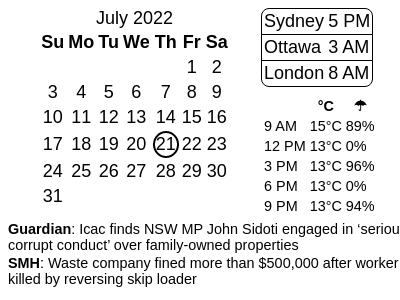 July 2022
Su Mo Tu We Th Fr Sa
1 2
3 4 5 6 7 8 9
10 11 12 13 14 15 16
17 18 19 20 21 22 23
24 25 26 27 28 29 30
31
Sydney 5 PM
Ottawa 3 AM
London 8 AM
°C ☂
9 AM 15°C 89%
12 PM 13°C 0%
3 PM 13°C 96%
6 PM 13°C 0%
9 PM 13°C 94%
Guardian: Icac finds NSW MP John Sidoti engaged in ‘seriou
corrupt conduct’ over family-owned properties
SMH: Waste company fined more than $500,000 after worker
killed by reversing skip loader